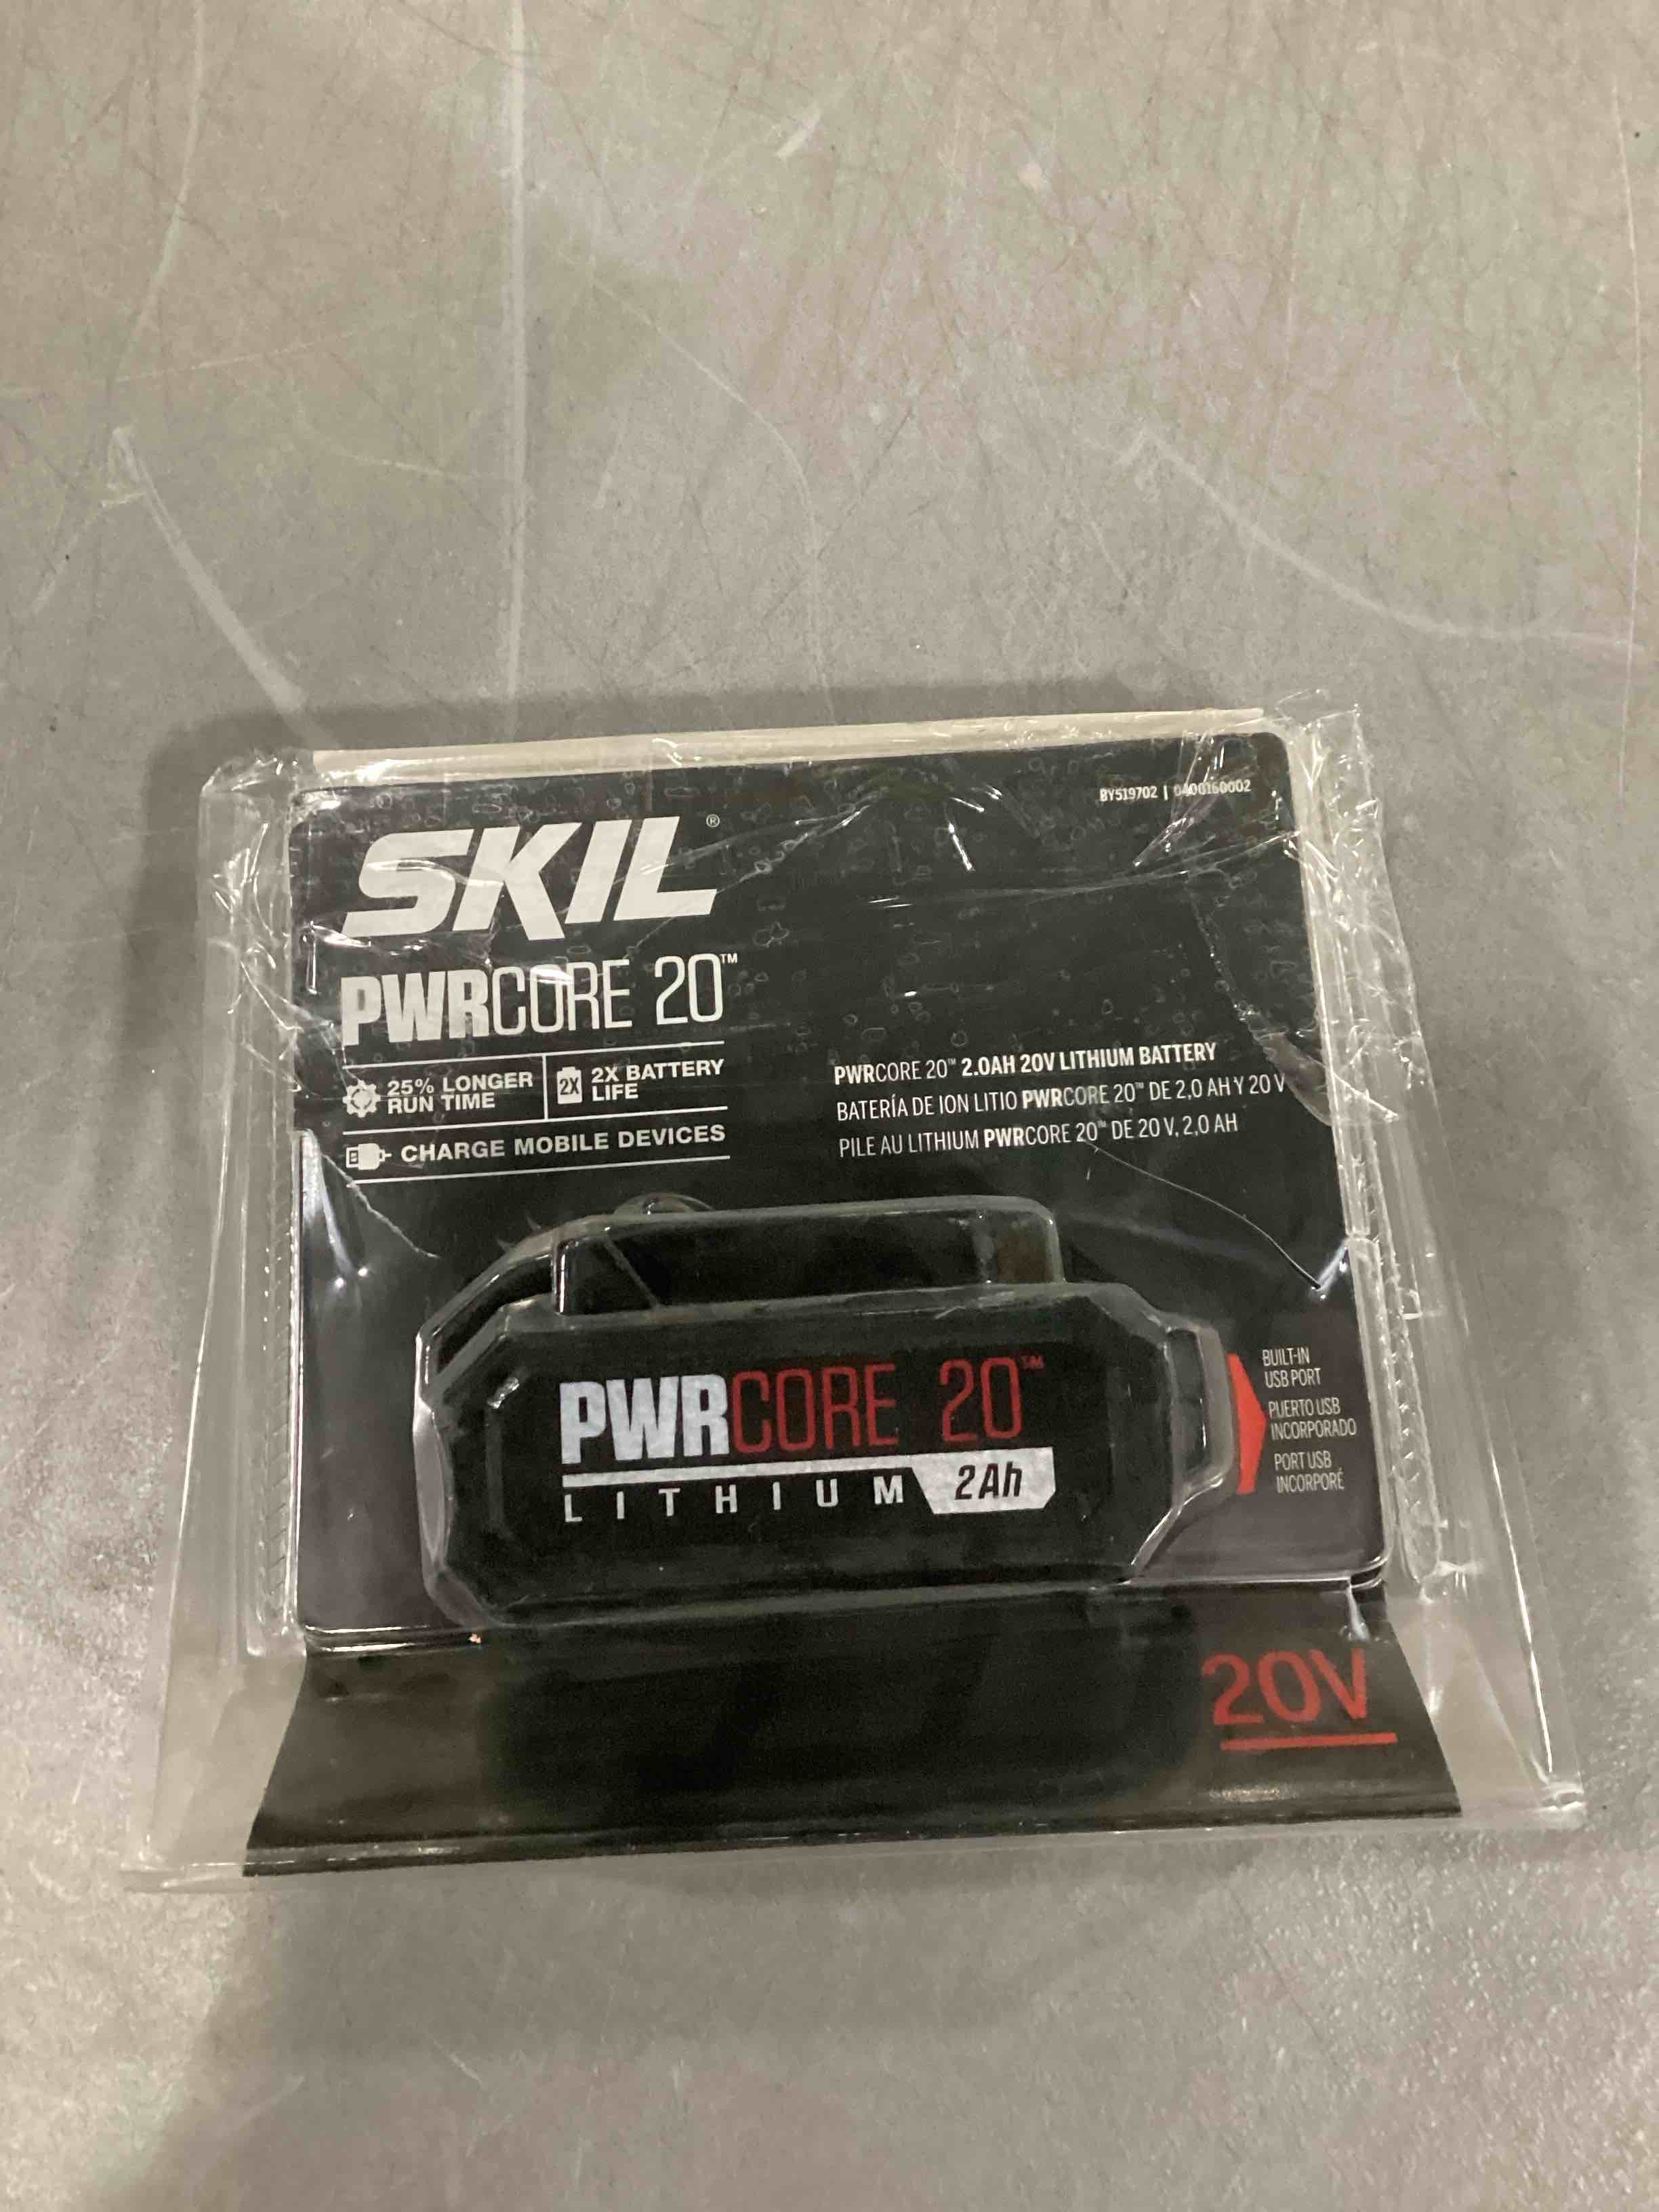 BY519702 | 0400160002
SKIL®
PWRCORE 20™
25% LONGER
RUN TIME
2X
2X BATTERY
LIFE
CHARGE MOBILE DEVICES
PWRCORE 20™ 2.0AH 20V LITHIUM BATTERY
BATERÍA DE ION LITIO PWRCORE 20™ DE 2,0 AH Y 20 V
PILE AU LITHIUM PWRCORE 20™ DE 20 V, 2,0 AH
PWRCORE 20™
LITHIUM 2Ah
BUILT-IN
USB PORT
PUERTO USB
INCORPORADO
PORT USB
INCORPORÉ
20V